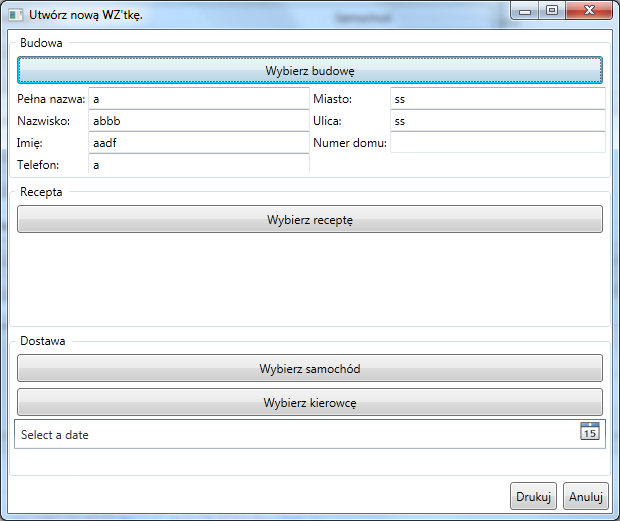 Samochód
Utwórz nową WZ'tkę.
Budowa
Wybierz budowę
Pełna nazwa: a Miasto: ss
Nazwisko: abbb Ulica: ss
Imię: aadf Numer domu:
Telefon: a
Recepta
Wybierz receptę
Dostawa
Wybierz samochód
Wybierz kierowcę
Select a date 15
Drukuj Anuluj